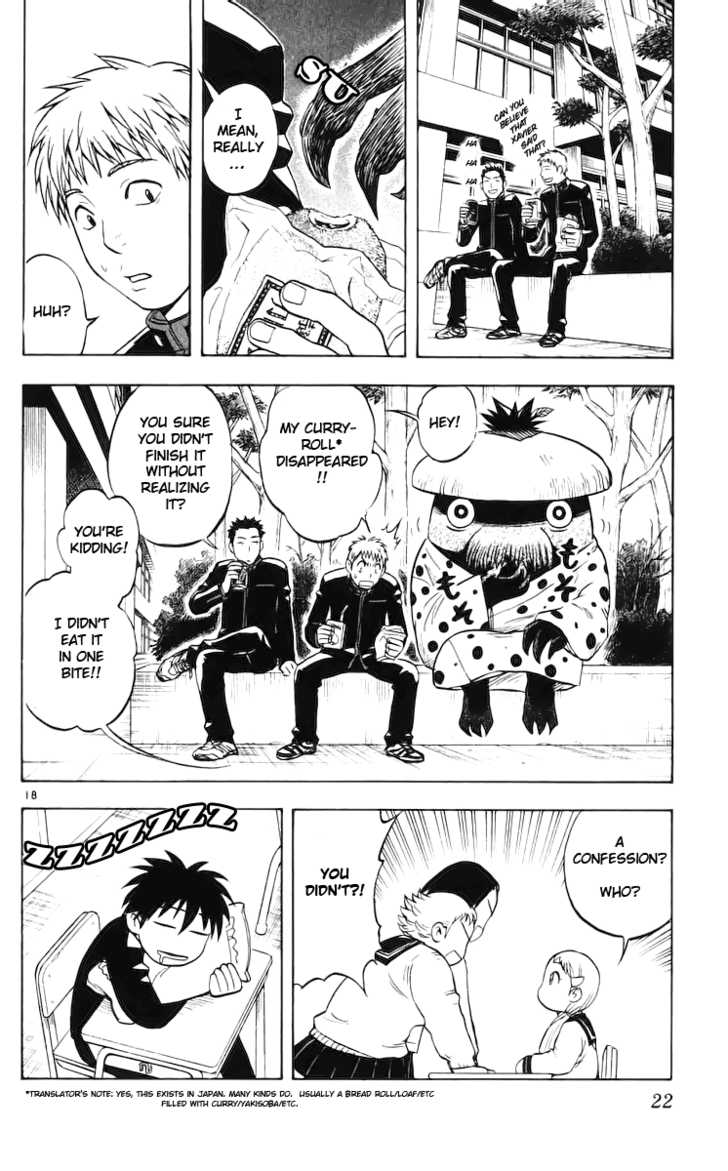 CAN YOU
BELIEVE
THAT
XAVIER
SAID
THAT?
HA
HA
HA
I
MEAN,
REALLY
...
HUH?
HEY!
もそ
もそ
MY CURRY-
ROLL*
DISAPPEARED
!!
YOU SURE
YOU DIDN'T
FINISH IT
WITHOUT
REALIZING
IT?
YOU'RE
KIDDING!
I DIDN'T
EAT IT
IN ONE
BITE!!
18
A
CONFESSION?
WHO?
YOU
DIDN'T?!
ZZZZZZZ
*TRANSLATOR'S NOTE: YES, THIS EXISTS IN JAPAN. MANY KINDS DO. USUALLY A BREAD ROLL/LOAF/ETC
FILLED WITH CURRY/YAKISOBA/ETC.
22